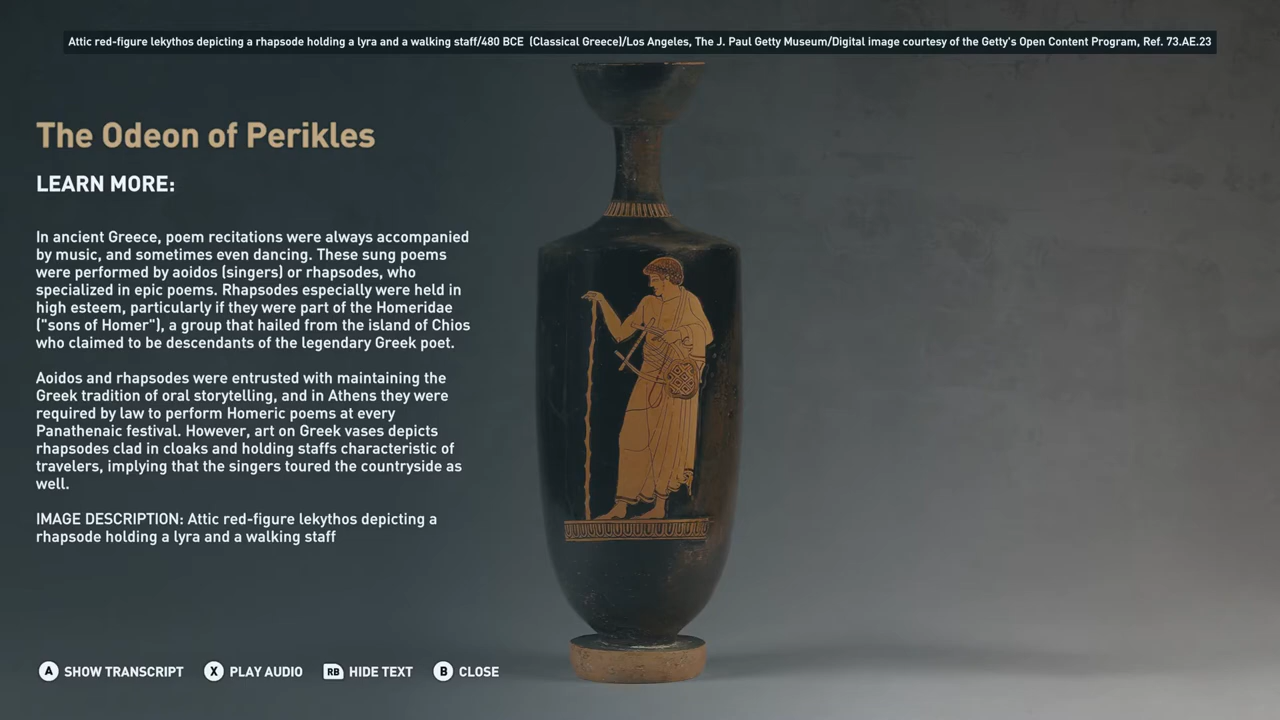 Attic red-figure lekythos depicting a rhapsode holding a lyra and a walking staff/480 BCE (Classical Greece)/Los Angeles, The J. Paul Getty Museum/Digital image courtesy of the Getty's Open Content Program, Ref. 73.AE.23
The Odeon of Perikles
LEARN MORE:
In ancient Greece, poem recitations were always accompanied
by music, and sometimes even dancing. These sung poems
were performed by aoidos (singers) or rhapsodes, who
specialized in epic poems. Rhapsodes especially were held in
high esteem, particularly if they were part of the Homeridae
("sons of Homer"), a group that hailed from the island of Chios
who claimed to be descendants of the legendary Greek poet.
Aoidos and rhapsodes were entrusted with maintaining the
Greek tradition of oral storytelling, and in Athens they were
required by law to perform Homeric poems at every
Panathenaic festival. However, art on Greek vases depicts
rhapsodes clad in cloaks and holding staffs characteristic of
travelers, implying that the singers toured the countryside as
well.
IMAGE DESCRIPTION: Attic red-figure lekythos depicting a
rhapsode holding a lyra and a walking staff
A SHOW TRANSCRIPT X PLAY AUDIO RB HIDE TEXT B CLOSE